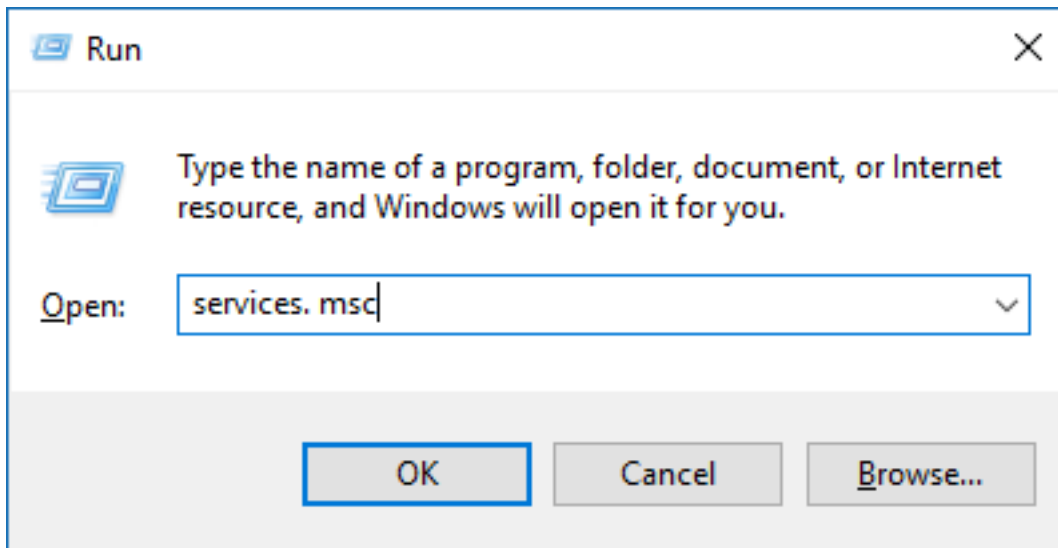 Run
Type the name of a program, folder, document, or Internet
resource, and Windows will open it for you.
Open: services. msc
OK Cancel Browse...